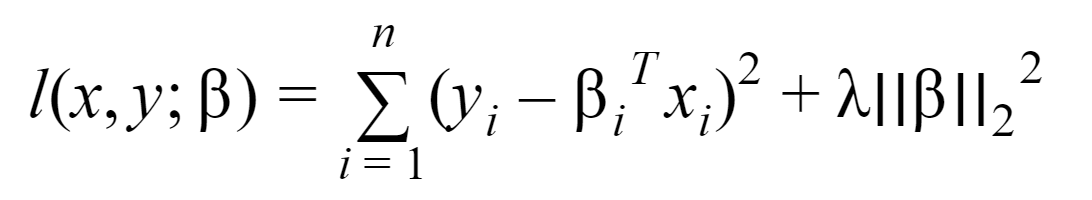 l(x, y; β) = ∑_{i = 1}^{n} (y_i − β_i^T x_i)^2 + λ||β||_2^2